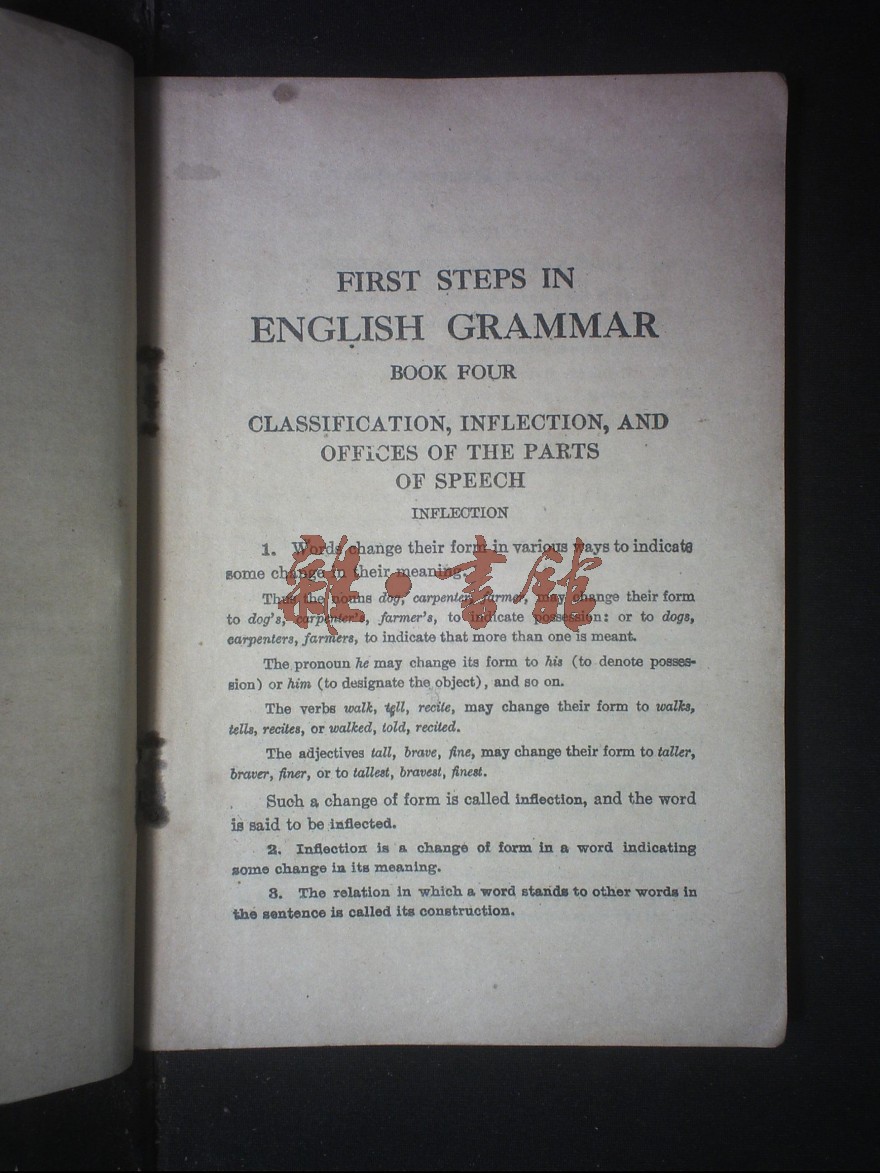 FIRST STEPS IN
ENGLISH GRAMMAR
BOOK FOUR
CLASSIFICATION, INFLECTION, AND
OFFICES OF THE PARTS
OF SPEECH
INFLECTION
1. Words change their form in various ways to indicate
some change in their meaning.
Thus the nouns dog, carpenter, farmer, may change their form
to dog's, carpenter's, farmer's, to indicate possession: or to dogs,
carpenters, farmers, to indicate that more than one is meant.
The pronoun he may change its form to his (to denote posses-
sion) or him (to designate the object), and so on.
The verbs walk, tell, recite, may change their form to walks,
tells, recites, or walked, told, recited.
The adjectives tall, brave, fine, may change their form to taller,
braver, finer, or to tallest, bravest, finest.
Such a change of form is called inflection, and the word
is said to be inflected.
2. Inflection is a change of form in a word indicating
some change in its meaning.
3. The relation in which a word stands to other words in
the sentence is called its construction.
雜·書館